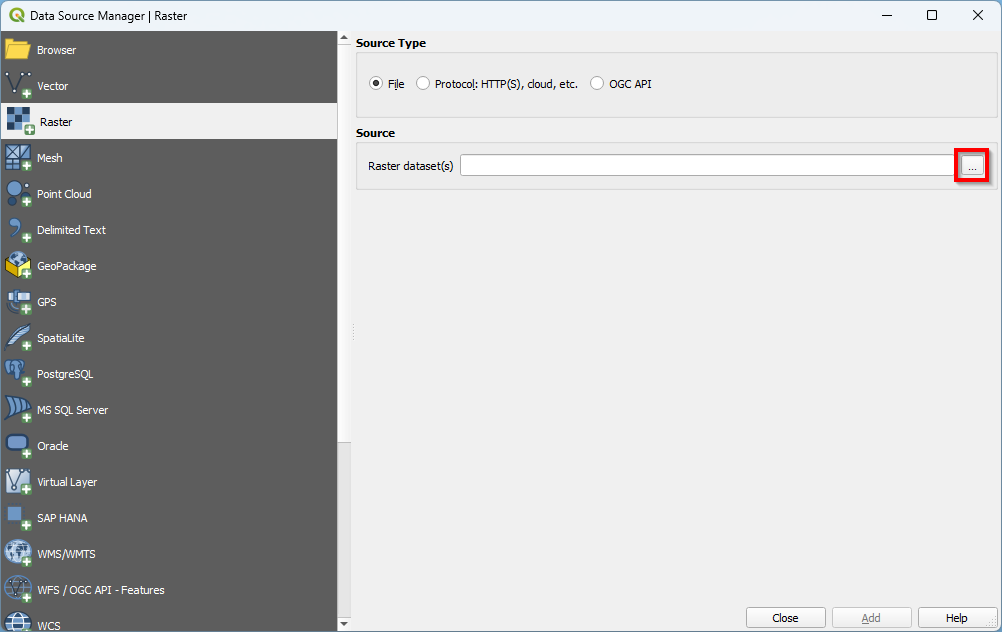 Data Source Manager | Raster
Browser
Vector
Raster
Mesh
Point Cloud
Delimited Text
GeoPackage
GPS
SpatiaLite
PostgreSQL
MS SQL Server
Oracle
Virtual Layer
SAP HANA
WMS/WMTS
WFS / OGC API - Features
WCS
Source Type
File Protocol: HTTP(S), cloud, etc. OGC API
Source
Raster dataset(s) ...
Close Add Help